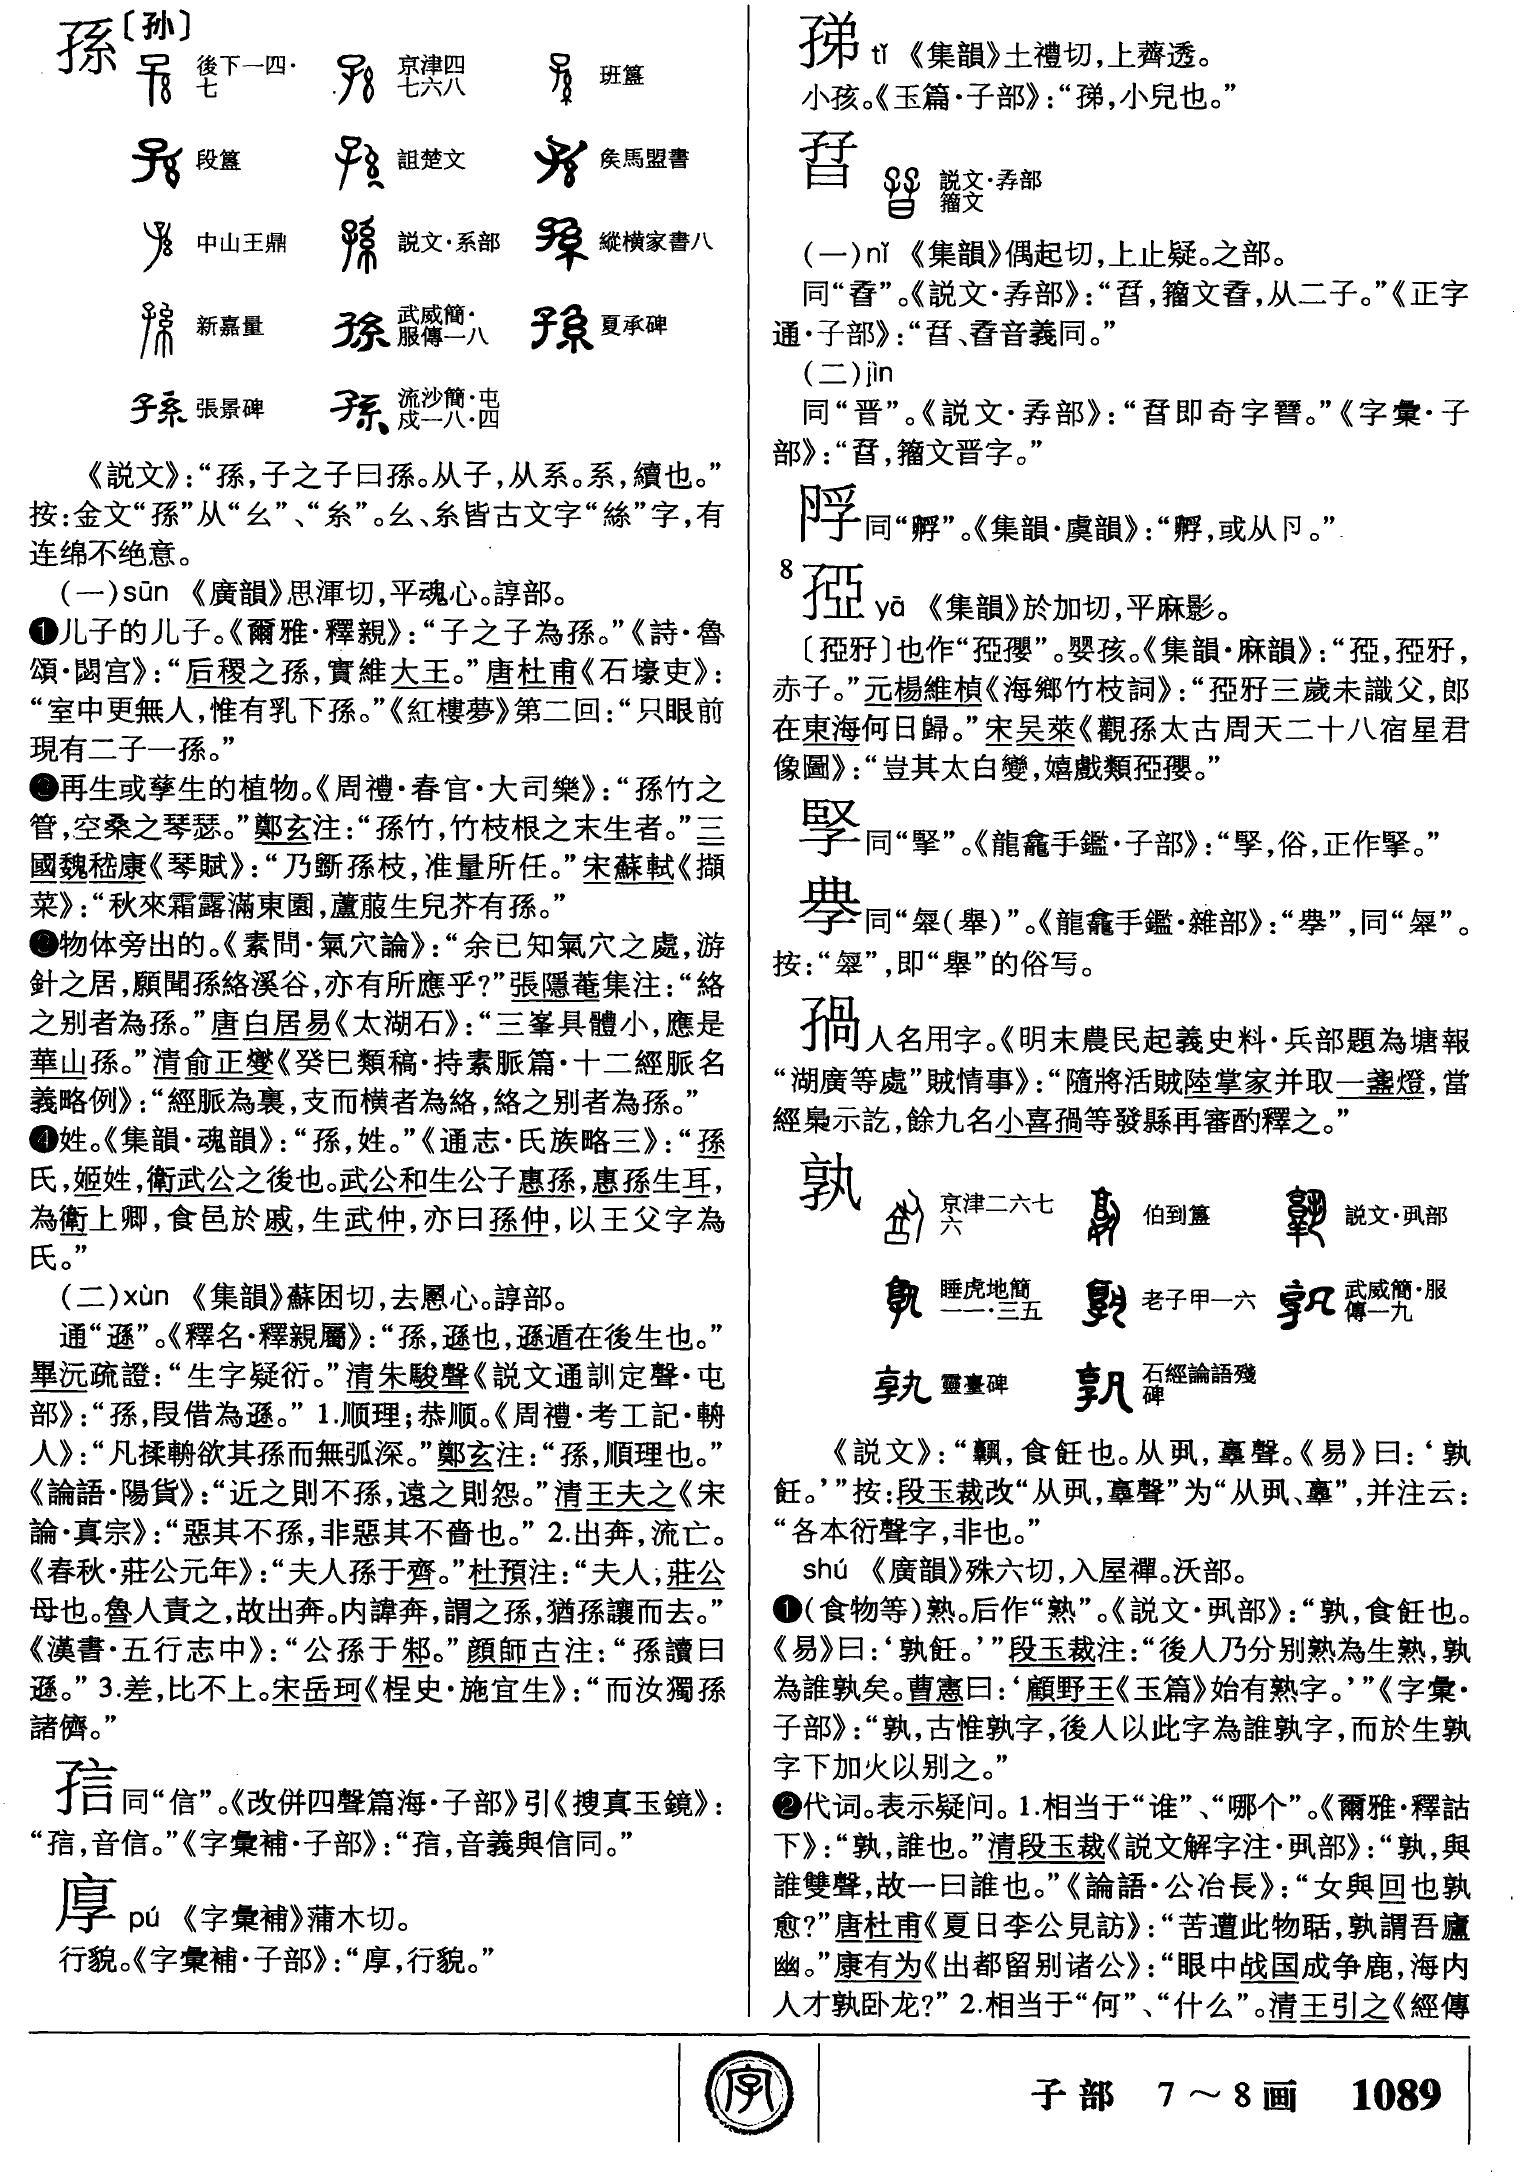 孫〔孙〕
後下一四·七
京津四七六八
班簋
段簋
詛楚文
矦馬盟書
中山王鼎
説文·系部
縱横家書八
新嘉量
武威簡·服傳一八
夏承碑
張景碑
流沙簡·屯戍一八·四
《説文》：“孫，子之子曰孫。从子，从系。系，續也。”
按：金文“孫”从“幺”、“糸”。幺、糸皆古文字“絲”字，有
连绵不绝意。
(一)sūn 《廣韻》思渾切，平魂心。諄部。
❶儿子的儿子。《爾雅·釋親》：“子之子為孫。”《詩·魯
頌·閟宫》：“后稷之孫，實維大王。”唐杜甫《石壕吏》：
“室中更無人，惟有乳下孫。”《紅樓夢》第二回：“只眼前
現有二子一孫。”
❷再生或孳生的植物。《周禮·春官·大司樂》：“孫竹之
管，空桑之琴瑟。”鄭玄注：“孫竹，竹枝根之末生者。”三
國魏嵇康《琴賦》：“乃斵孫枝，准量所任。”宋蘇軾《擷
菜》：“秋來霜露滿東園，蘆菔生兒芥有孫。”
❸物体旁出的。《素問·氣穴論》：“余已知氣穴之處，游
針之居，願聞孫絡溪谷，亦有所應乎？”張隱菴集注：“絡
之别者為孫。”唐白居易《太湖石》：“三峯具體小，應是
華山孫。”清俞正燮《癸巳類稿·持素脈篇·十二經脈名
義略例》：“經脈為裏，支而横者為絡，絡之别者為孫。”
❹姓。《集韻·魂韻》：“孫，姓。”《通志·氏族略三》：“孫
氏，姬姓，衛武公之後也。武公和生公子惠孫，惠孫生耳，
為衛上卿，食邑於戚，生武仲，亦曰孫仲，以王父字為
氏。”
(二)xùn 《集韻》蘇困切，去慁心。諄部。
通“遜”。《釋名·釋親屬》：“孫，遜也，遜遁在後生也。”
畢沅疏證：“生字疑衍。”清朱駿聲《説文通訓定聲·屯
部》：“孫，叚借為遜。” 1.顺理；恭顺。《周禮·考工記·輈
人》：“凡揉輈欲其孫而無弧深。”鄭玄注：“孫，順理也。”
《論語·陽貨》：“近之則不孫，遠之則怨。”清王夫之《宋
論·真宗》：“惡其不孫，非惡其不嗇也。” 2.出奔，流亡。
《春秋·莊公元年》：“夫人孫于齊。”杜預注：“夫人，莊公
母也。魯人責之，故出奔。内諱奔，謂之孫，猶孫讓而去。”
《漢書·五行志中》：“公孫于邾。”顔師古注：“孫讀曰
遜。” 3.差，比不上。宋岳珂《桯史·施宜生》：“而汝獨孫
諸儕。”
同“信”。《改併四聲篇海·子部》引《搜真玉鏡》：
“，音信。”《字彙補·子部》：“，音義與信同。”
pú 《字彙補》蒲木切。
行貌。《字彙補·子部》：“，行貌。”
tǐ 《集韻》土禮切，上薺透。
小孩。《玉篇·子部》：“，小兒也。”
㬜 説文·孨部 籀文
(一)nǐ 《集韻》偶起切，上止疑。之部。
同“孴”。《説文·孨部》：“，籀文孴，从二子。”《正字
通·子部》：“、孴音義同。”
(二)jìn
同“晋”。《説文·孨部》：“即奇字㬜。”《字彙·子
部》：“，籀文晋字。”
同“孵”。《集韻·虞韻》：“孵，或从卪。”
8
孲 yā 《集韻》於加切，平麻影。
〔孲㸧〕也作“孲孾”。婴孩。《集韻·麻韻》：“孲，孲㸧，
赤子。”元楊維楨《海鄉竹枝詞》：“孲㸧三歲未識父，郎
在東海何日歸。”宋吴萊《觀孫太古周天二十八宿星君
像圖》：“豈其太白變，嬉戲類孲孾。”
同“掔”。《龍龕手鑑·子部》：“，俗，正作掔。”
同“（舉）”。《龍龕手鑑·雜部》：“”，同“”。
按：“”，即“舉”的俗写。
人名用字。《明末農民起義史料·兵部題為塘報
“湖廣等處”賊情事》：“隨將活賊陸掌家并取一盞燈，當
經梟示訖，餘九名小喜等發縣再審酌釋之。”
孰
京津二六七六
伯到簋
説文·丮部
睡虎地簡一一·三五
老子甲一六
武威簡·服傳一九
靈臺碑
石經論語殘碑
《説文》：“，食飪也。从丮，𦎫聲。《易》曰：‘孰
飪。’”按：段玉裁改“从丮，𦎫聲”为“从丮、𦎫”，并注云：
“各本衍聲字，非也。”
shú 《廣韻》殊六切，入屋禪。沃部。
❶(食物等)熟。后作“熟”。《説文·丮部》：“孰，食飪也。
《易》曰：‘孰飪。’”段玉裁注：“後人乃分别熟為生熟，孰
為誰孰矣。曹憲曰：‘顧野王《玉篇》始有熟字。’”《字彙·
子部》：“孰，古惟孰字，後人以此字為誰孰字，而於生孰
字下加火以别之。”
❷代词。表示疑问。1.相当于“谁”、“哪个”。《爾雅·釋詁
下》：“孰，誰也。”清段玉裁《説文解字注·丮部》：“孰，與
誰雙聲，故一曰誰也。”《論語·公冶長》：“女與回也孰
愈？”唐杜甫《夏日李公見訪》：“苦遭此物聒，孰謂吾廬
幽。”康有为《出都留别诸公》：“眼中战国成争鹿，海内
人才孰卧龙？” 2.相当于“何”、“什么”。清王引之《經傳
字
子部 7～8画 1089